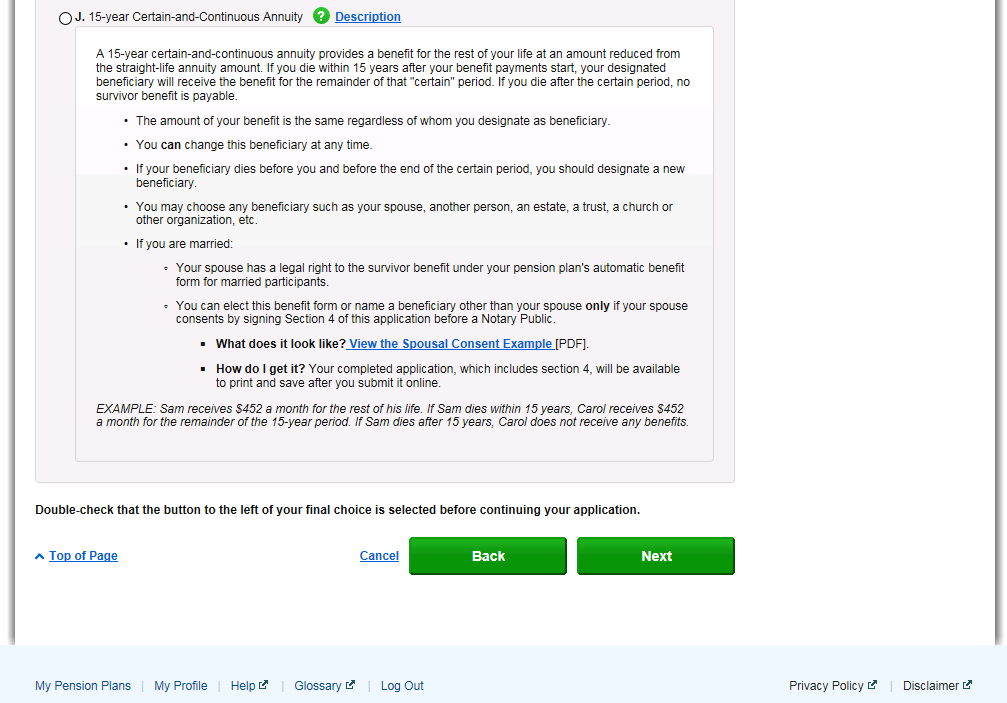 J. 15-year Certain-and-Continuous Annuity ? Description
A 15-year certain-and-continuous annuity provides a benefit for the rest of your life at an amount reduced from
the straight-life annuity amount. If you die within 15 years after your benefit payments start, your designated
beneficiary will receive the benefit for the remainder of that "certain" period. If you die after the certain period, no
survivor benefit is payable.
• The amount of your benefit is the same regardless of whom you designate as beneficiary.
• You can change this beneficiary at any time.
• If your beneficiary dies before you and before the end of the certain period, you should designate a new
beneficiary.
• You may choose any beneficiary such as your spouse, another person, an estate, a trust, a church or
other organization, etc.
• If you are married:
◦ Your spouse has a legal right to the survivor benefit under your pension plan's automatic benefit
form for married participants.
◦ You can elect this benefit form or name a beneficiary other than your spouse only if your spouse
consents by signing Section 4 of this application before a Notary Public.
▪ What does it look like? View the Spousal Consent Example [PDF].
▪ How do I get it? Your completed application, which includes section 4, will be available
to print and save after you submit it online.
EXAMPLE: Sam receives $452 a month for the rest of his life. If Sam dies within 15 years, Carol receives $452
a month for the remainder of the 15-year period. If Sam dies after 15 years, Carol does not receive any benefits.
Double-check that the button to the left of your final choice is selected before continuing your application.
Top of Page Cancel Back Next
My Pension Plans | My Profile | Help | Glossary | Log Out Privacy Policy | Disclaimer